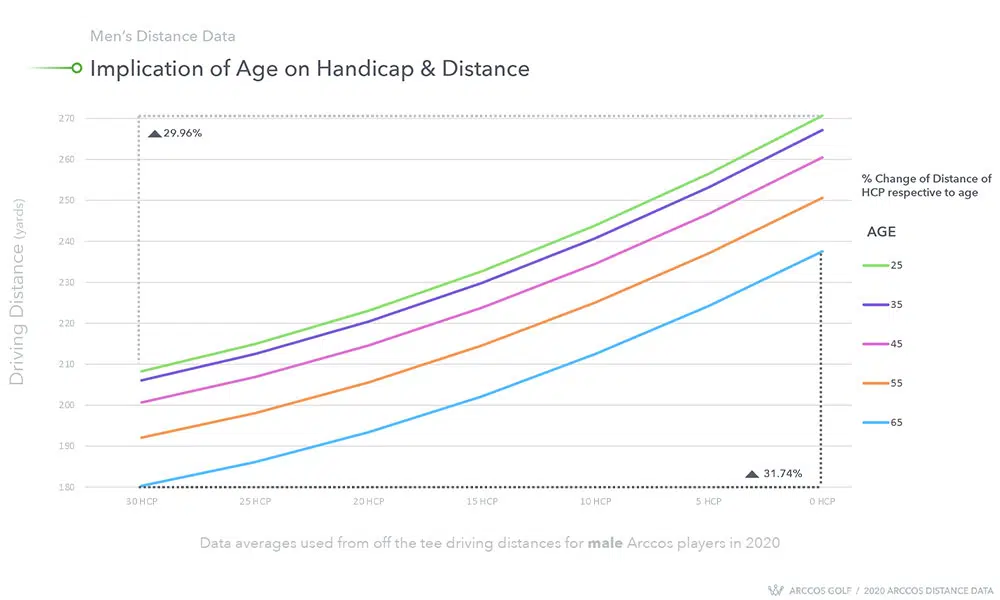 Men’s Distance Data
Implication of Age on Handicap & Distance
Driving Distance (yards)
270
260
250
240
230
220
210
200
190
180
29.96%
31.74%
30 HCP
25 HCP
20 HCP
15 HCP
10 HCP
5 HCP
0 HCP
% Change of Distance of
HCP respective to age
AGE
25
35
45
55
65
Data averages used from off the tee driving distances for male Arccos players in 2020
ARCCOS GOLF / 2020 ARCCOS DISTANCE DATA